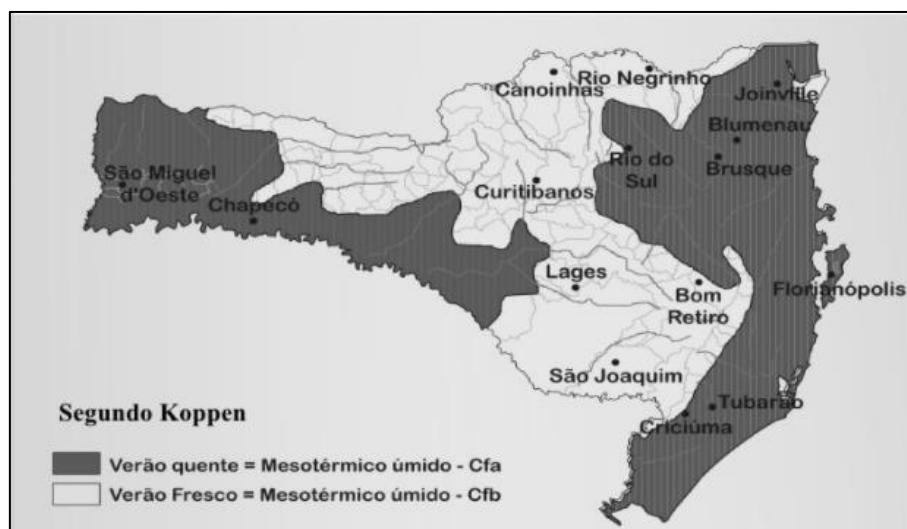 Canoinhas
Rio Negrinho
Joinville
Blumenau
Rio do
Sul
Brusque
São Miguel
d'Oeste
Chapecó
Curitibanos
Lages
Bom
Retiro
Florianópolis
São Joaquim
Tubarão
Criciúma
Segundo Koppen
Verão quente = Mesotérmico úmido - Cfa
Verão Fresco = Mesotérmico úmido - Cfb